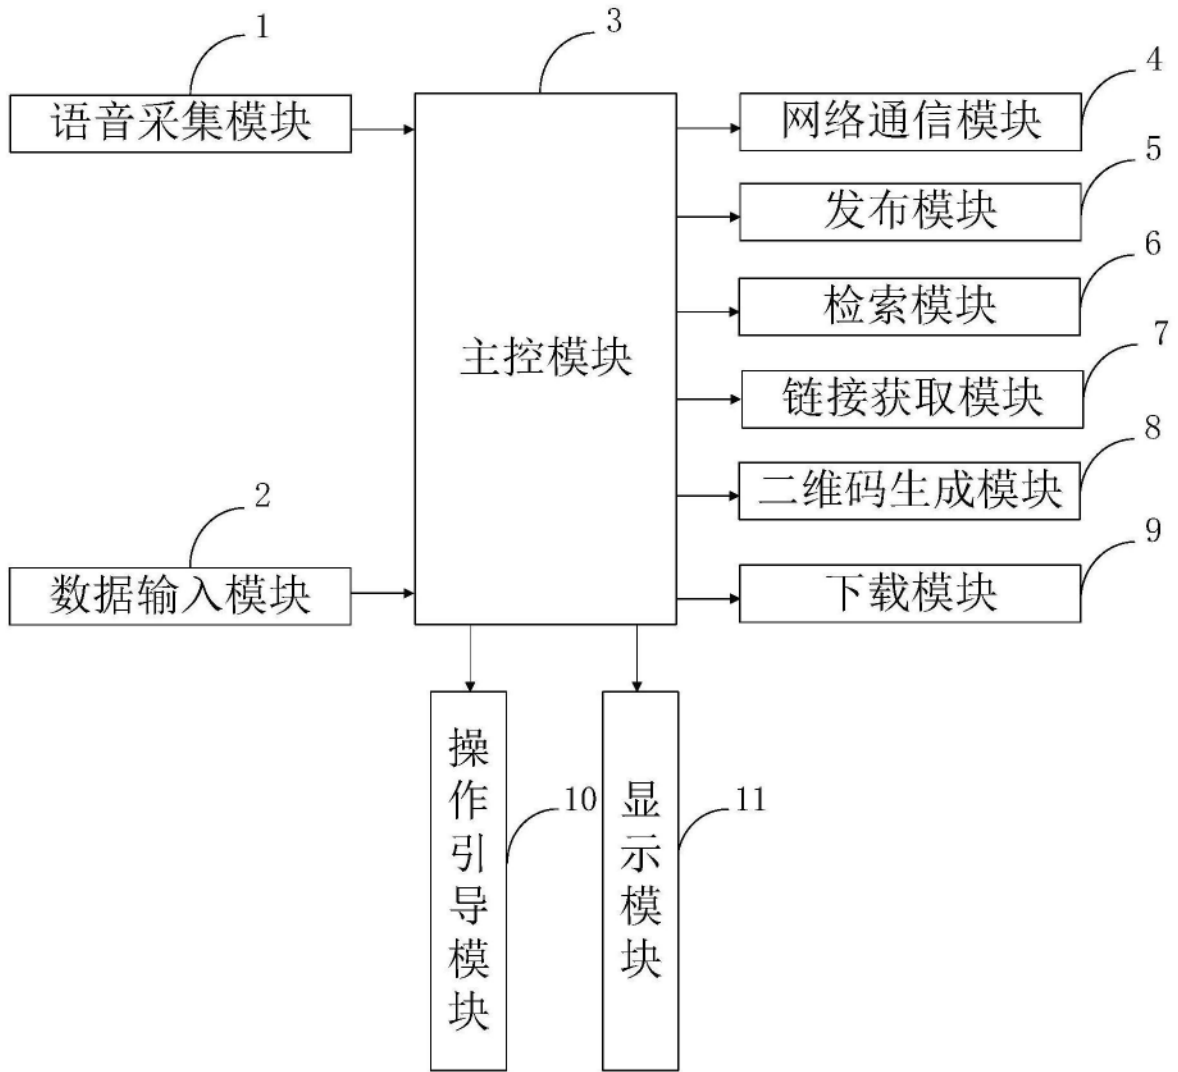 1
语音采集模块
2
数据输入模块
3
主控模块
4
网络通信模块
5
发布模块
6
检索模块
7
链接获取模块
8
二维码生成模块
9
下载模块
10
操作引导模块
11
显示模块